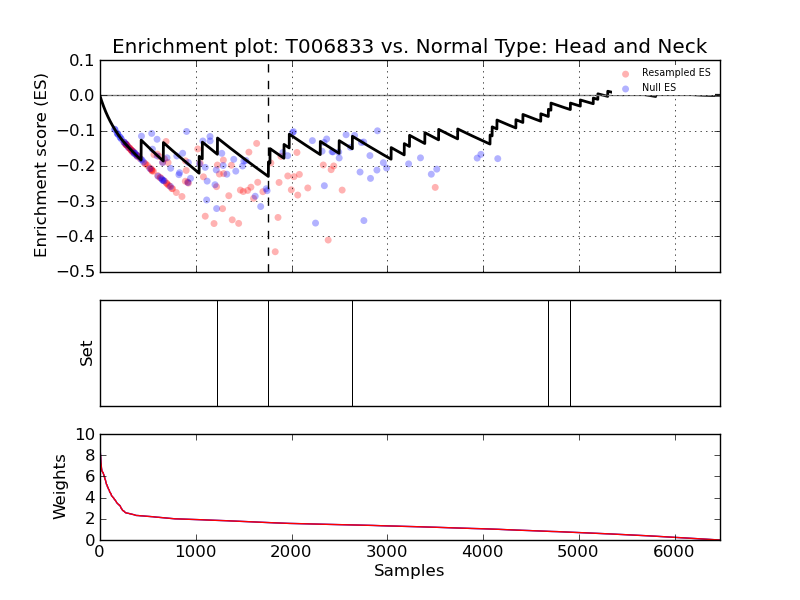 Enrichment plot: T006833 vs. Normal Type: Head and Neck
Enrichment score (ES)
0.1
0.0
−0.1
−0.2
−0.3
−0.4
−0.5
Resampled ES
Null ES
Set
Weights
10
8
6
4
2
0
0 1000 2000 3000 4000 5000 6000
Samples